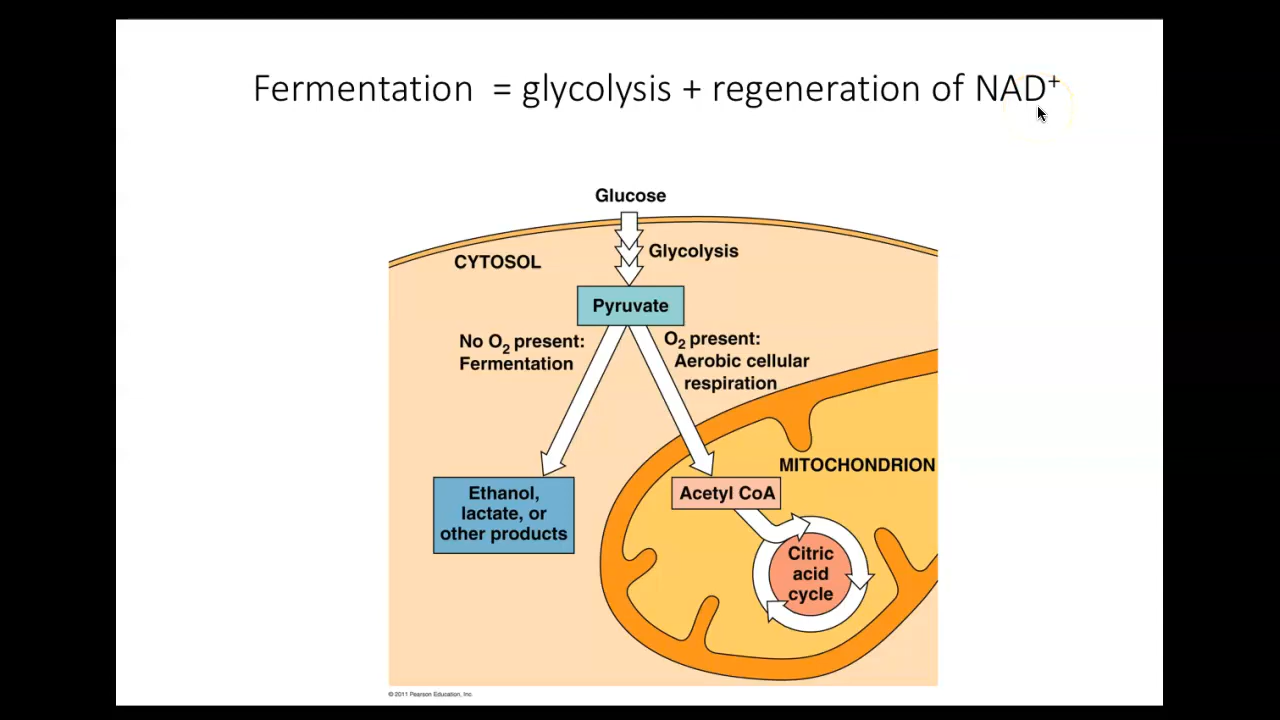 Fermentation = glycolysis + regeneration of NAD⁺
Glucose
Glycolysis
CYTOSOL
Pyruvate
No O₂ present:
Fermentation
O₂ present:
Aerobic cellular
respiration
MITOCHONDRION
Ethanol,
lactate, or
other products
Acetyl CoA
Citric
acid
cycle
© 2011 Pearson Education, Inc.